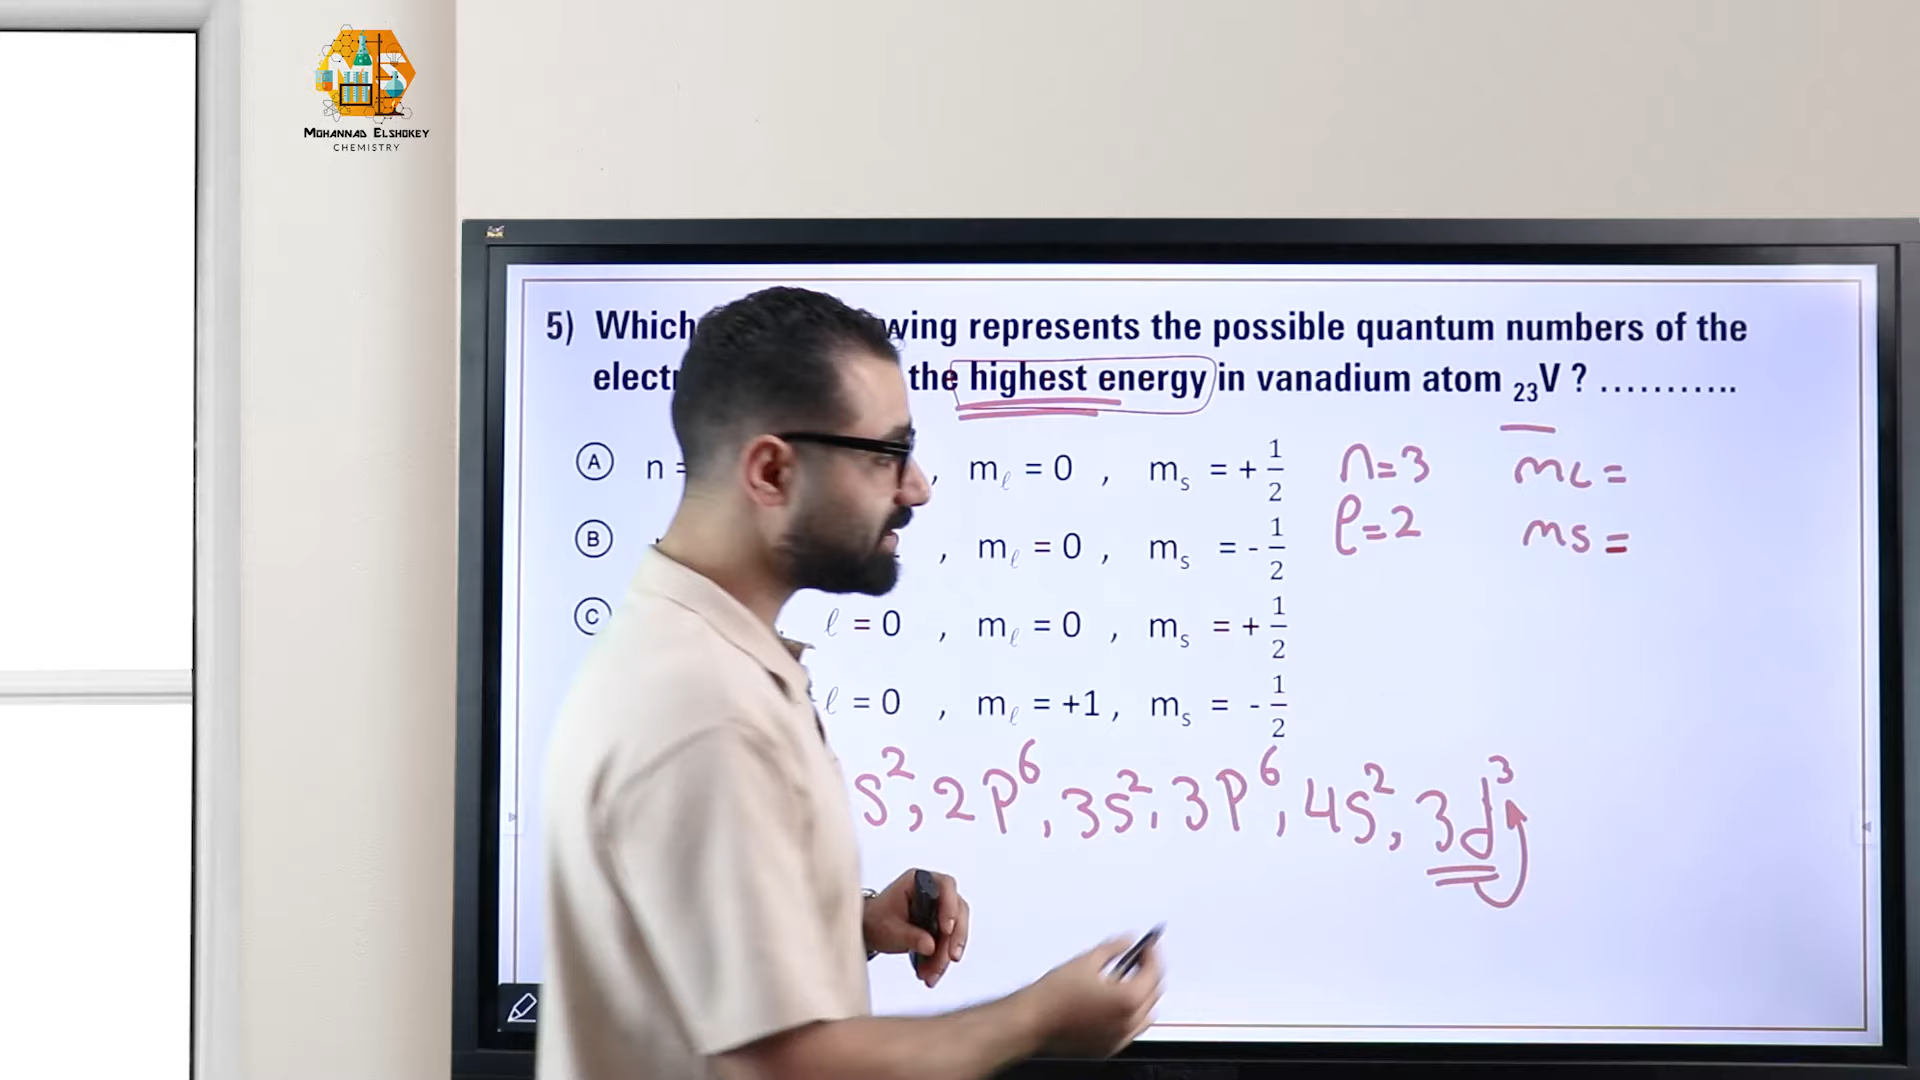 MOHANNAD ELSHOKEY
CHEMISTRY
5) Which wing represents the possible quantum numbers of the
the highest energy in vanadium atom ₂₃V ? ...........
A n = , mℓ = 0 , ms = + 1/2
B , mℓ = 0 , ms = - 1/2
C ℓ = 0 , mℓ = 0 , ms = + 1/2
ℓ = 0 , mℓ = +1 , ms = - 1/2
n=3
ℓ=2
mL =
ms =
s², 2p⁶, 3s², 3p⁶, 4s², 3d³